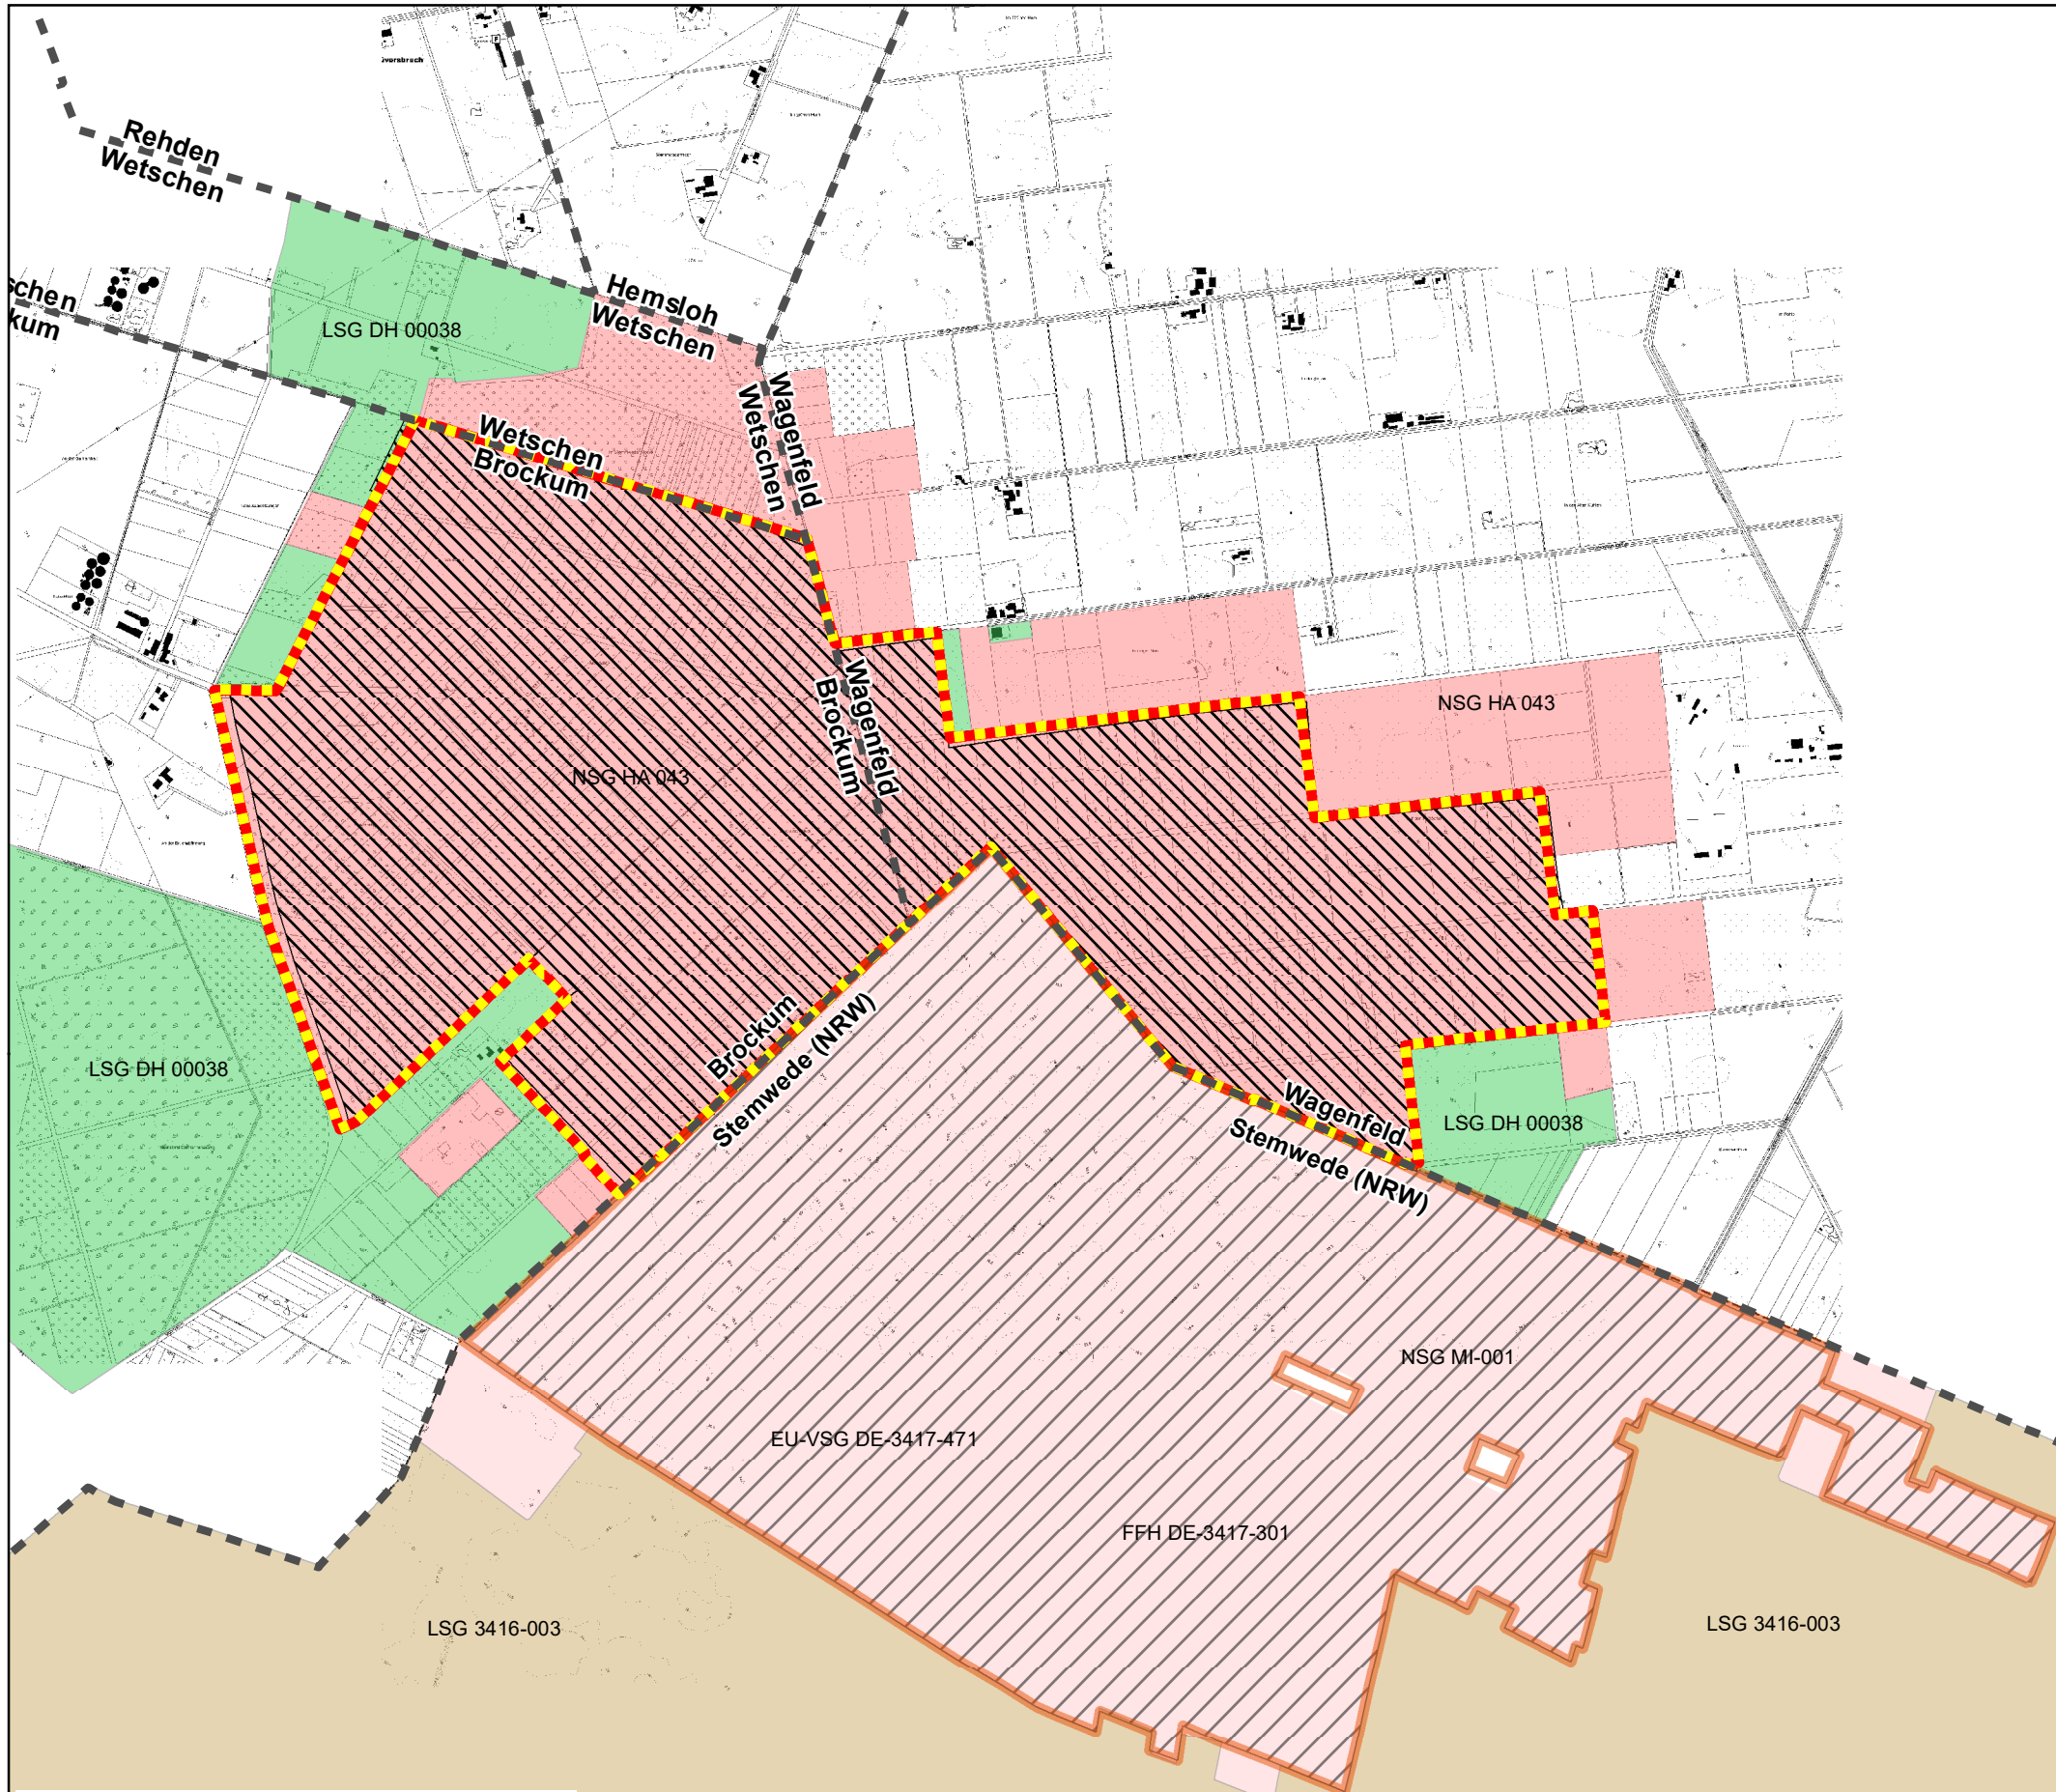 Rehden
Wetschen
schen
kum
LSG DH 00038
Hemsloh
Wetschen
Wagenfeld
Wetschen
Wetschen
Brockum
NSG HA 043
Wagenfeld
Brockum
NSG HA 043
Brockum
Stemwede (NRW)
LSG DH 00038
Wagenfeld
Stemwede (NRW)
LSG DH 00038
NSG MI-001
EU-VSG DE-3417-471
FFH DE-3417-301
LSG 3416-003
LSG 3416-003